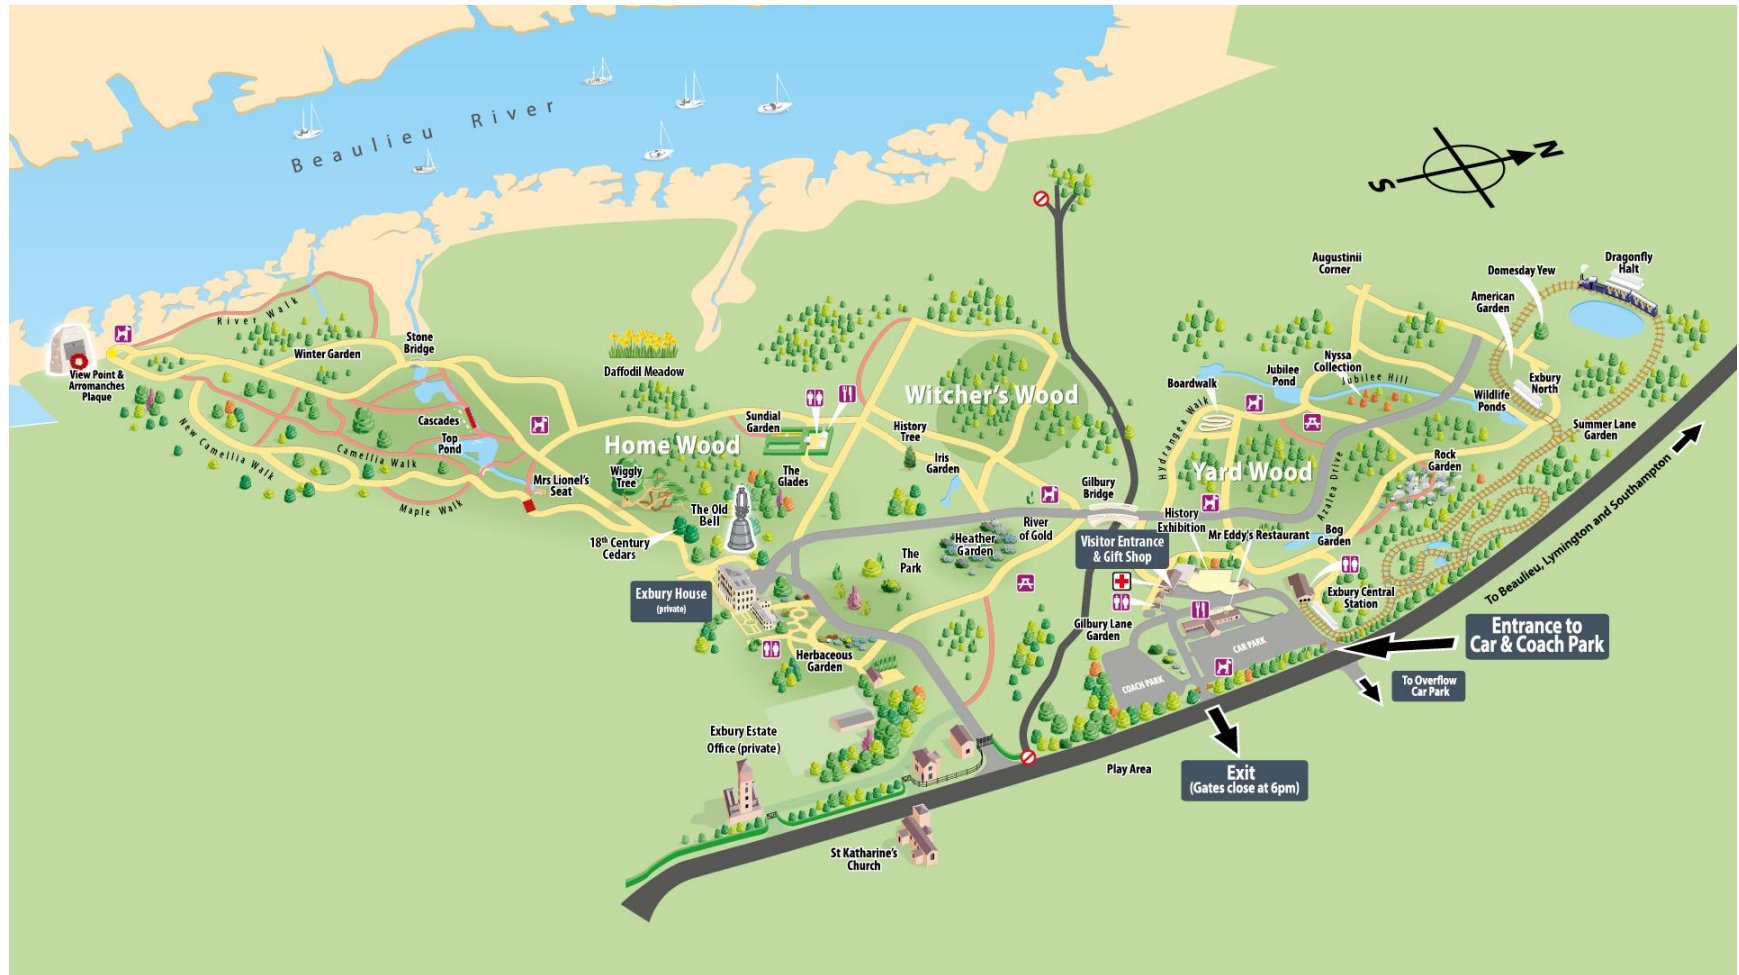 Beaulieu River
N
S
Augustinii
Corner
Domesday Yew
Dragonfly
Halt
American
Garden
River Walk
Winter Garden
Stone
Bridge
View Point &
Arromanches
Plaque
Daffodil Meadow
Nyssa
Collection
Jubilee
Pond
Jubilee Hill
Boardwalk
Exbury
North
Wildlife
Ponds
Witcher's Wood
Hydrangea Walk
Cascades
Sundial
Garden
History
Tree
Summer Lane
Garden
New Camellia Walk
Top
Pond
Camellia Walk
Home Wood
Iris
Garden
Rock
Garden
Yard Wood
Wiggly
Tree
The
Glades
Mrs Lionel's
Seat
Gilbury
Bridge
Azalea Drive
Maple Walk
The Old
Bell
River
of Gold
History
Exhibition
Mr Eddy's Restaurant
Bog
Garden
18th Century
Cedars
Heather
Garden
Visitor Entrance
& Gift Shop
The
Park
To Beaulieu, Lymington and Southampton
Exbury House
(private)
Exbury Central
Station
Gilbury Lane
Garden
Entrance to
Car & Coach Park
CAR PARK
Herbaceous
Garden
COACH PARK
To Overflow
Car Park
Exbury Estate
Office (private)
Play Area
Exit
(Gates close at 6pm)
St Katharine's
Church